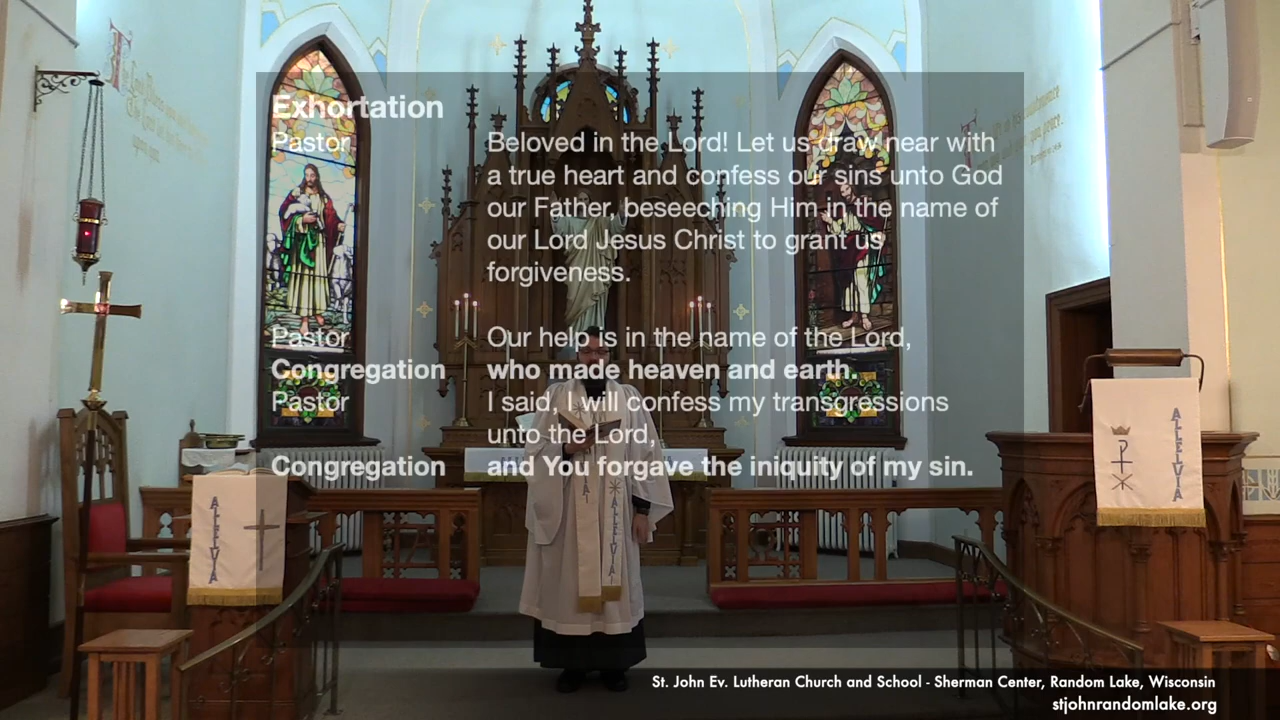 Exhortation
Pastor Beloved in the Lord! Let us draw near with
a true heart and confess our sins unto God
our Father, beseeching Him in the name of
our Lord Jesus Christ to grant us
forgiveness.
Pastor Our help is in the name of the Lord,
Congregation who made heaven and earth.
Pastor I said, I will confess my transgressions
unto the Lord,
Congregation and You forgave the iniquity of my sin.
ALLELVIA
ALLELVIA
ALLELVIA
St. John Ev. Lutheran Church and School - Sherman Center, Random Lake, Wisconsin
stjohnrandomlake.org